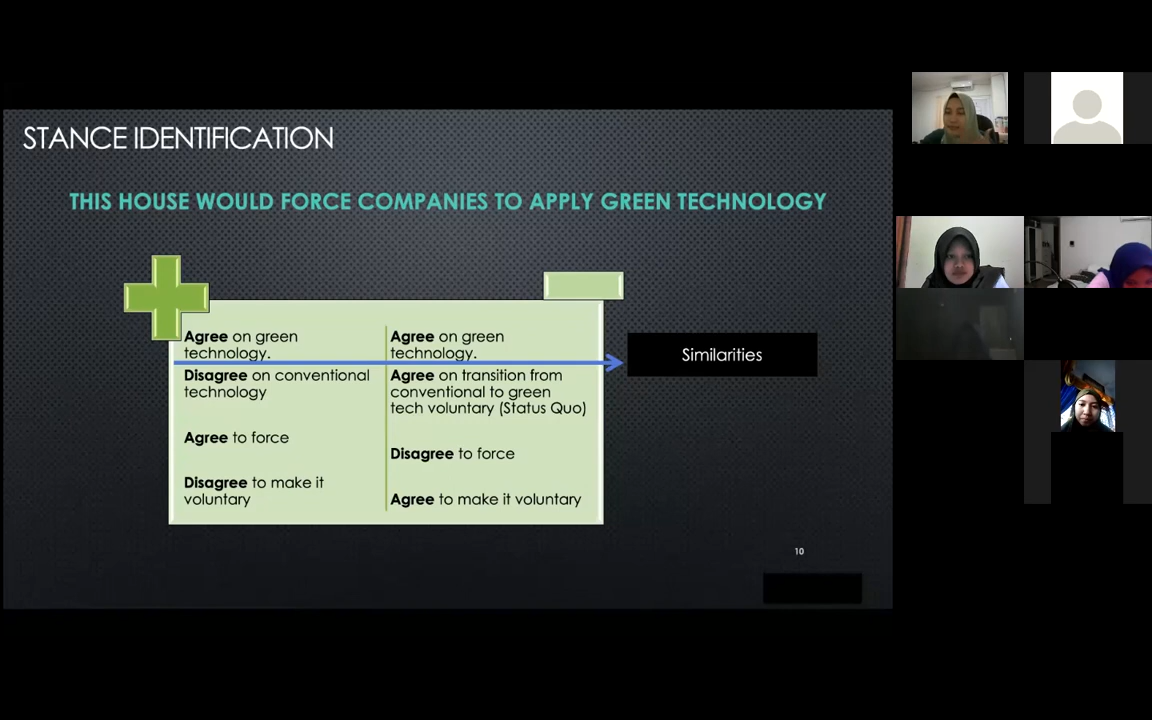 STANCE IDENTIFICATION
THIS HOUSE WOULD FORCE COMPANIES TO APPLY GREEN TECHNOLOGY
Agree on green
technology.
Disagree on conventional
technology
Agree to force
Disagree to make it
voluntary
Agree on green
technology.
Agree on transition from
conventional to green
tech voluntary (Status Quo)
Disagree to force
Agree to make it voluntary
Similarities
10